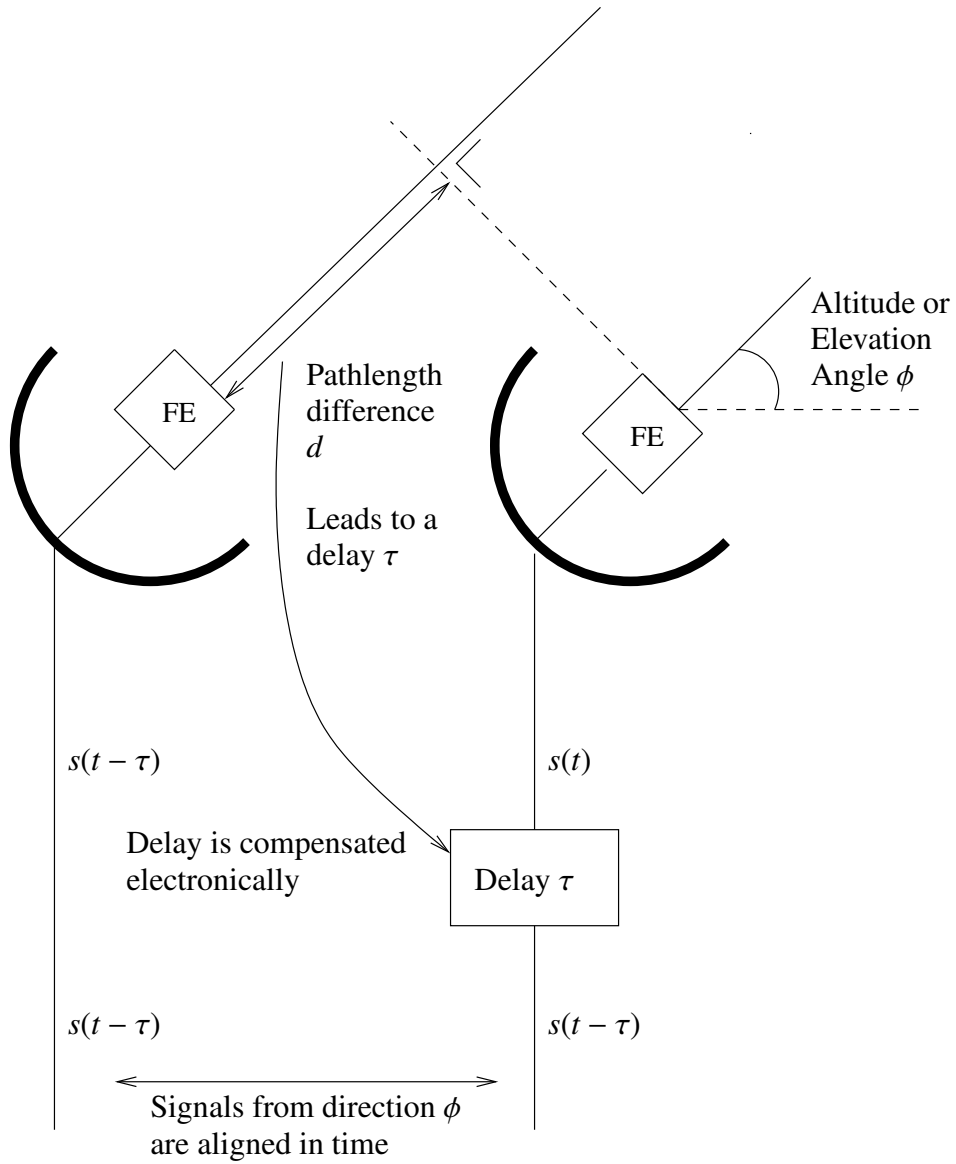 Altitude or
Elevation
Angle ϕ
FE
Pathlength
difference
d
FE
Leads to a
delay τ
s(t − τ)
s(t)
Delay is compensated
electronically
Delay τ
s(t − τ)
s(t − τ)
Signals from direction ϕ
are aligned in time